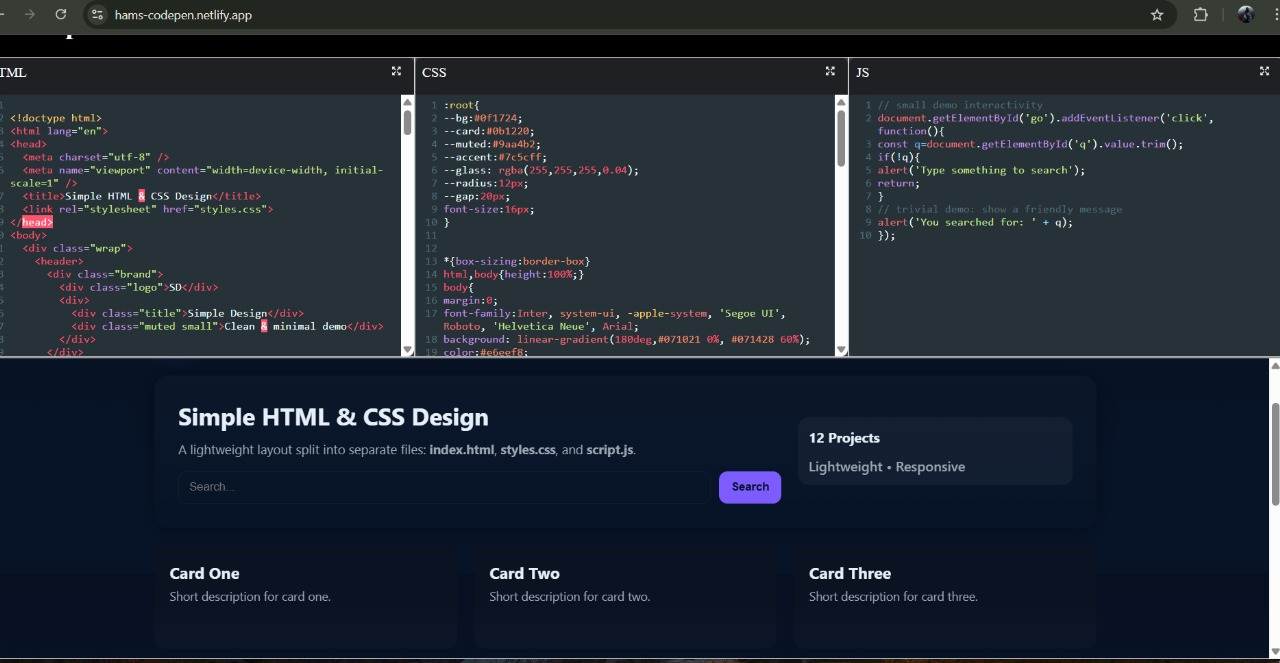 hams-codepen.netlify.app
TML
CSS
JS
<!doctype html>
<html lang="en">
<head>
<meta charset="utf-8" />
<meta name="viewport" content="width=device-width, initial-
scale=1" />
<title>Simple HTML & CSS Design</title>
<link rel="stylesheet" href="styles.css">
</head>
<body>
<div class="wrap">
<header>
<div class="brand">
<div class="logo">SD</div>
<div>
<div class="title">Simple Design</div>
<div class="muted small">Clean & minimal demo</div>
</div>
</div>
1 :root{
2 --bg:#0f1724;
3 --card:#0b1220;
4 --muted:#9aa4b2;
5 --accent:#7c5cff;
6 --glass: rgba(255,255,255,0.04);
7 --radius:12px;
8 --gap:20px;
9 font-size:16px;
10 }
11
12
13 *{box-sizing:border-box}
14 html,body{height:100%;}
15 body{
16 margin:0;
17 font-family:Inter, system-ui, -apple-system, 'Segoe UI',
Roboto, 'Helvetica Neue', Arial;
18 background: linear-gradient(180deg,#071021 0%, #071428 60%);
19 color:#e6eef8;
1 // small demo interactivity
2 document.getElementById('go').addEventListener('click',
function(){
3 const q=document.getElementById('q').value.trim();
4 if(!q){
5 alert('Type something to search');
6 return;
7 }
8 // trivial demo: show a friendly message
9 alert('You searched for: ' + q);
10 });
Simple HTML & CSS Design
A lightweight layout split into separate files: index.html, styles.css, and script.js.
Search...
Search
12 Projects
Lightweight • Responsive
Card One
Short description for card one.
Card Two
Short description for card two.
Card Three
Short description for card three.